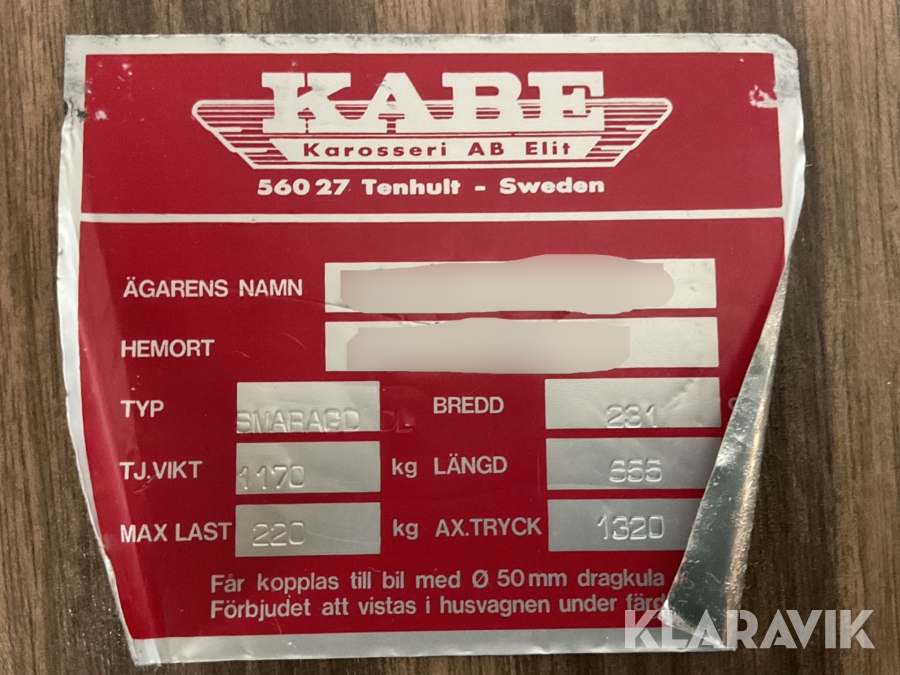 KLARAVIK
KABE
Karosseri AB Elit
560 27 Tenhult - Sweden
ÄGARENS NAMN
HEMORT
TYP SMARAGD BREDD 231
TJ.VIKT 1170 kg LÄNGD 655
MAX LAST 220 kg AX.TRYCK 1320
Får kopplas till bil med Ø 50 mm dragkula
Förbjudet att vistas i husvagnen under färd
KLARAVIK